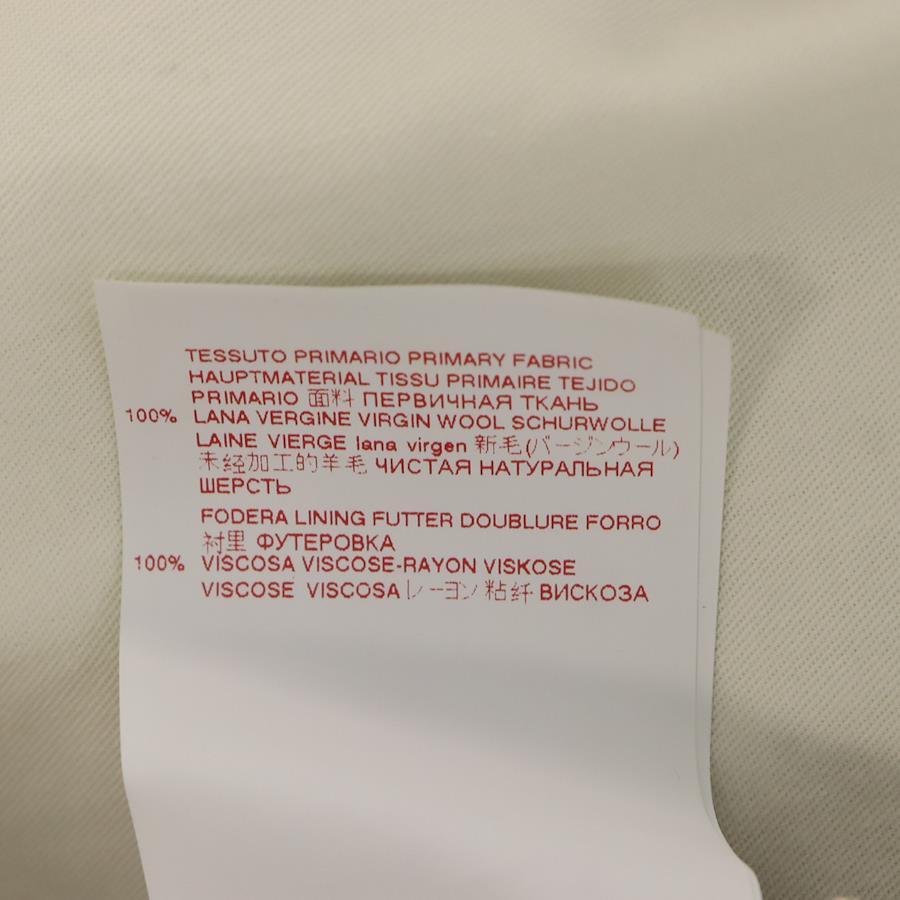 TESSUTO PRIMARIO PRIMARY FABRIC
HAUPTMATERIAL TISSU PRIMAIRE TEJIDO
PRIMARIO 面料 ПЕРВИЧНАЯ ТКАНЬ
100% LANA VERGINE VIRGIN WOOL SCHURWOLLE
LAINE VIERGE lana virgen 新毛(バージンウール)
未经加工的羊毛 ЧИСТАЯ НАТУРАЛЬНАЯ
ШЕРСТЬ
FODERA LINING FUTTER DOUBLURE FORRO
衬里 ФУТЕРОВКА
100% VISCOSA VISCOSE-RAYON VISKOSE
VISCOSE VISCOSA レーヨン 粘纤 ВИСКОЗА